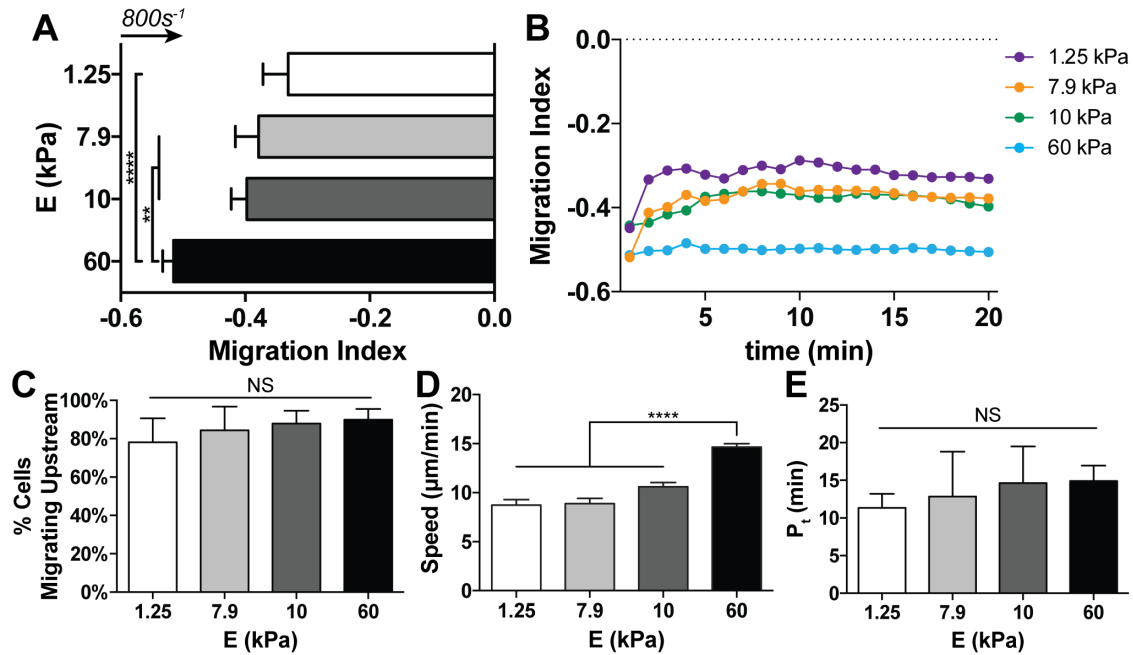 A
800s⁻¹
E (kPa)
1.25
7.9
10
60
****
**
-0.6
-0.4
-0.2
0.0
Migration Index
B
Migration Index
0.0
-0.2
-0.4
-0.6
5
10
15
20
time (min)
1.25 kPa
7.9 kPa
10 kPa
60 kPa
C
NS
% Cells
Migrating Upstream
100%
80%
60%
40%
20%
0%
1.25
7.9
10
60
E (kPa)
D
****
Speed (μm/min)
20
15
10
5
0
1.25
7.9
10
60
E (kPa)
E
NS
Pt (min)
25
20
15
10
5
0
1.25
7.9
10
60
E (kPa)